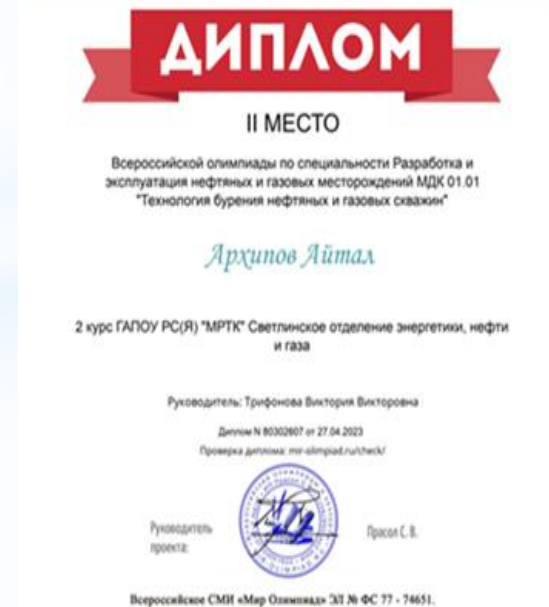 ДИПЛОМ
II МЕСТО
Всероссийской олимпиады по специальности Разработка и
эксплуатация нефтяных и газовых месторождений МДК 01.01
"Технология бурения нефтяных и газовых скважин"
Архипов Айтал
2 курс ГАПОУ РС(Я) "МРТК" Светлинское отделение энергетики, нефти
и газа
Руководитель: Трифонова Виктория Викторовна
Диплом N 80302607 от 27.04.2023
Проверка диплома: mir-olimpiad.ru/check/
Руководитель
проекта:
Прасол С. В.
Всероссийское СМИ «Мир Олимпиад» ЭЛ № ФС 77 - 74651.